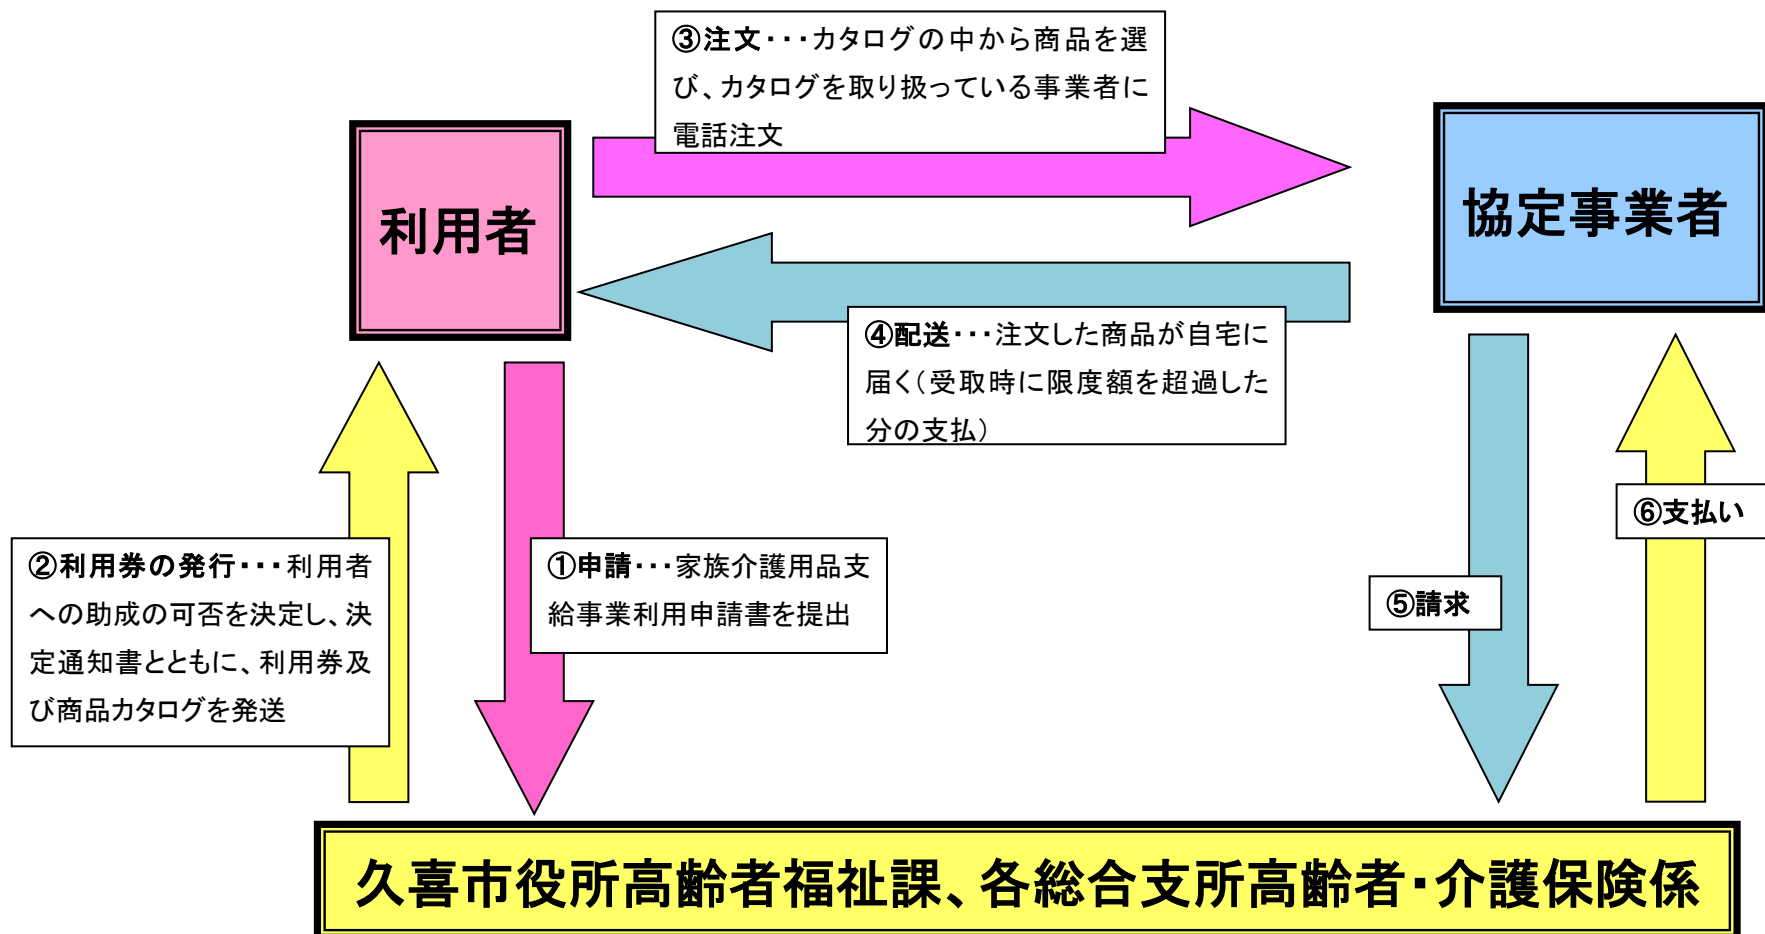 ③注文・・・カタログの中から商品を選
び、カタログを取り扱っている事業者に
電話注文
利用者
協定事業者
④配送・・・注文した商品が自宅に
届く（受取時に限度額を超過した
分の支払）
②利用券の発行・・・利用者
への助成の可否を決定し、決
定通知書とともに、利用券及
び商品カタログを発送
①申請・・・家族介護用品支
給事業利用申請書を提出
⑤請求
⑥支払い
久喜市役所高齢者福祉課、各総合支所高齢者・介護保険係